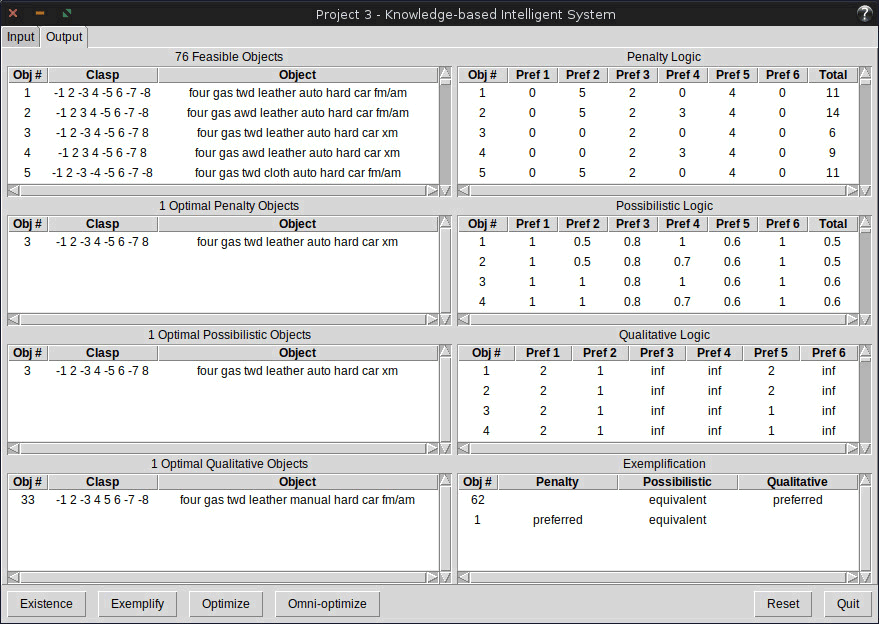 Project 3 - Knowledge-based Intelligent System
?
Input Output
76 Feasible Objects
Obj # Clasp Object
1 -1 2 -3 4 -5 6 -7 -8 four gas twd leather auto hard car fm/am
2 -1 2 3 4 -5 6 -7 -8 four gas awd leather auto hard car fm/am
3 -1 2 -3 4 -5 6 -7 8 four gas twd leather auto hard car xm
4 -1 2 3 4 -5 6 -7 8 four gas awd leather auto hard car xm
5 -1 2 -3 -4 -5 6 -7 -8 four gas twd cloth auto hard car fm/am
Penalty Logic
Obj # Pref 1 Pref 2 Pref 3 Pref 4 Pref 5 Pref 6 Total
1 0 5 2 0 4 0 11
2 0 5 2 3 4 0 14
3 0 0 2 0 4 0 6
4 0 0 2 3 4 0 9
5 0 5 2 0 4 0 11
1 Optimal Penalty Objects
Obj # Clasp Object
3 -1 2 -3 4 -5 6 -7 8 four gas twd leather auto hard car xm
Possibilistic Logic
Obj # Pref 1 Pref 2 Pref 3 Pref 4 Pref 5 Pref 6 Total
1 1 0.5 0.8 1 0.6 1 0.5
2 1 0.5 0.8 0.7 0.6 1 0.5
3 1 1 0.8 1 0.6 1 0.6
4 1 1 0.8 0.7 0.6 1 0.6
1 Optimal Possibilistic Objects
Obj # Clasp Object
3 -1 2 -3 4 -5 6 -7 8 four gas twd leather auto hard car xm
Qualitative Logic
Obj # Pref 1 Pref 2 Pref 3 Pref 4 Pref 5 Pref 6
1 2 1 inf inf 2 inf
2 2 1 inf inf 2 inf
3 2 1 inf inf 1 inf
4 2 1 inf inf 1 inf
1 Optimal Qualitative Objects
Obj # Clasp Object
33 -1 2 -3 4 5 6 -7 -8 four gas twd leather manual hard car fm/am
Exemplification
Obj # Penalty Possibilistic Qualitative
62 equivalent preferred
1 preferred equivalent
Existence Exemplify Optimize Omni-optimize Reset Quit